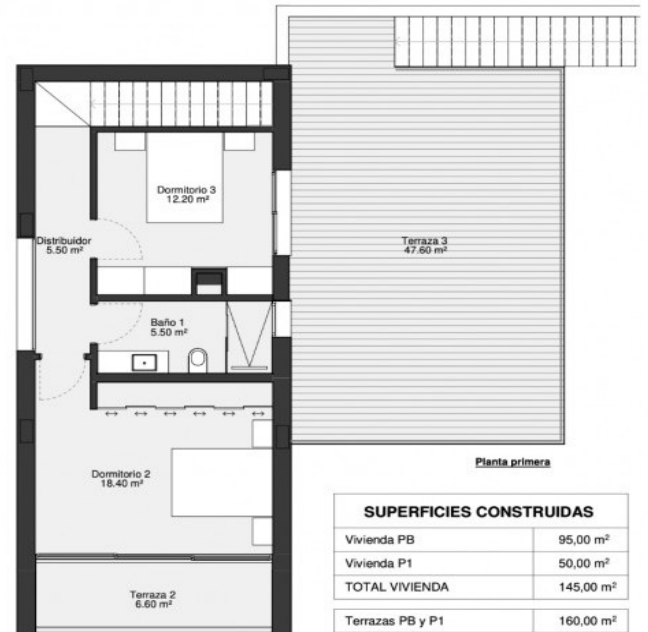 Dormitorio 3
12.20 m²
Distribuidor
5.50 m²
Terraza 3
47.60 m²
Baño 1
5.50 m²
Dormitorio 2
18.40 m²
Terraza 2
6.60 m²
Planta primera
SUPERFICIES CONSTRUIDAS
Vivienda PB 95,00 m²
Vivienda P1 50,00 m²
TOTAL VIVIENDA 145,00 m²
Terrazas PB y P1 160,00 m²